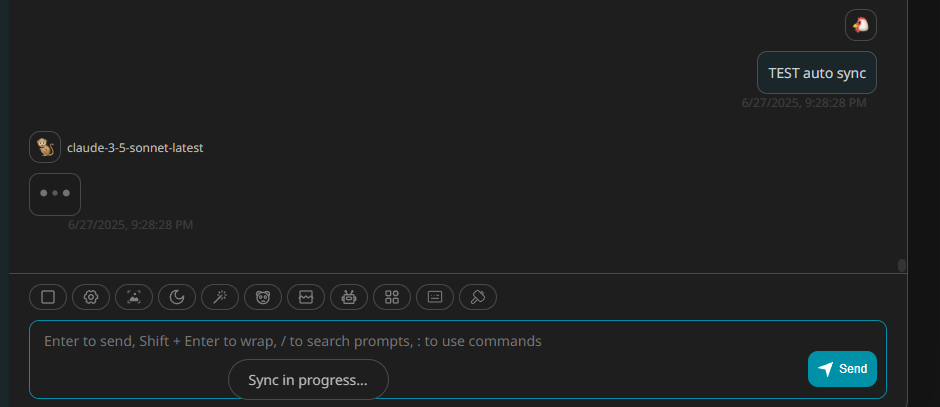 TEST auto sync
6/27/2025, 9:28:28 PM
claude-3-5-sonnet-latest
6/27/2025, 9:28:28 PM
Enter to send, Shift + Enter to wrap, / to search prompts, : to use commands
Send
Sync in progress...